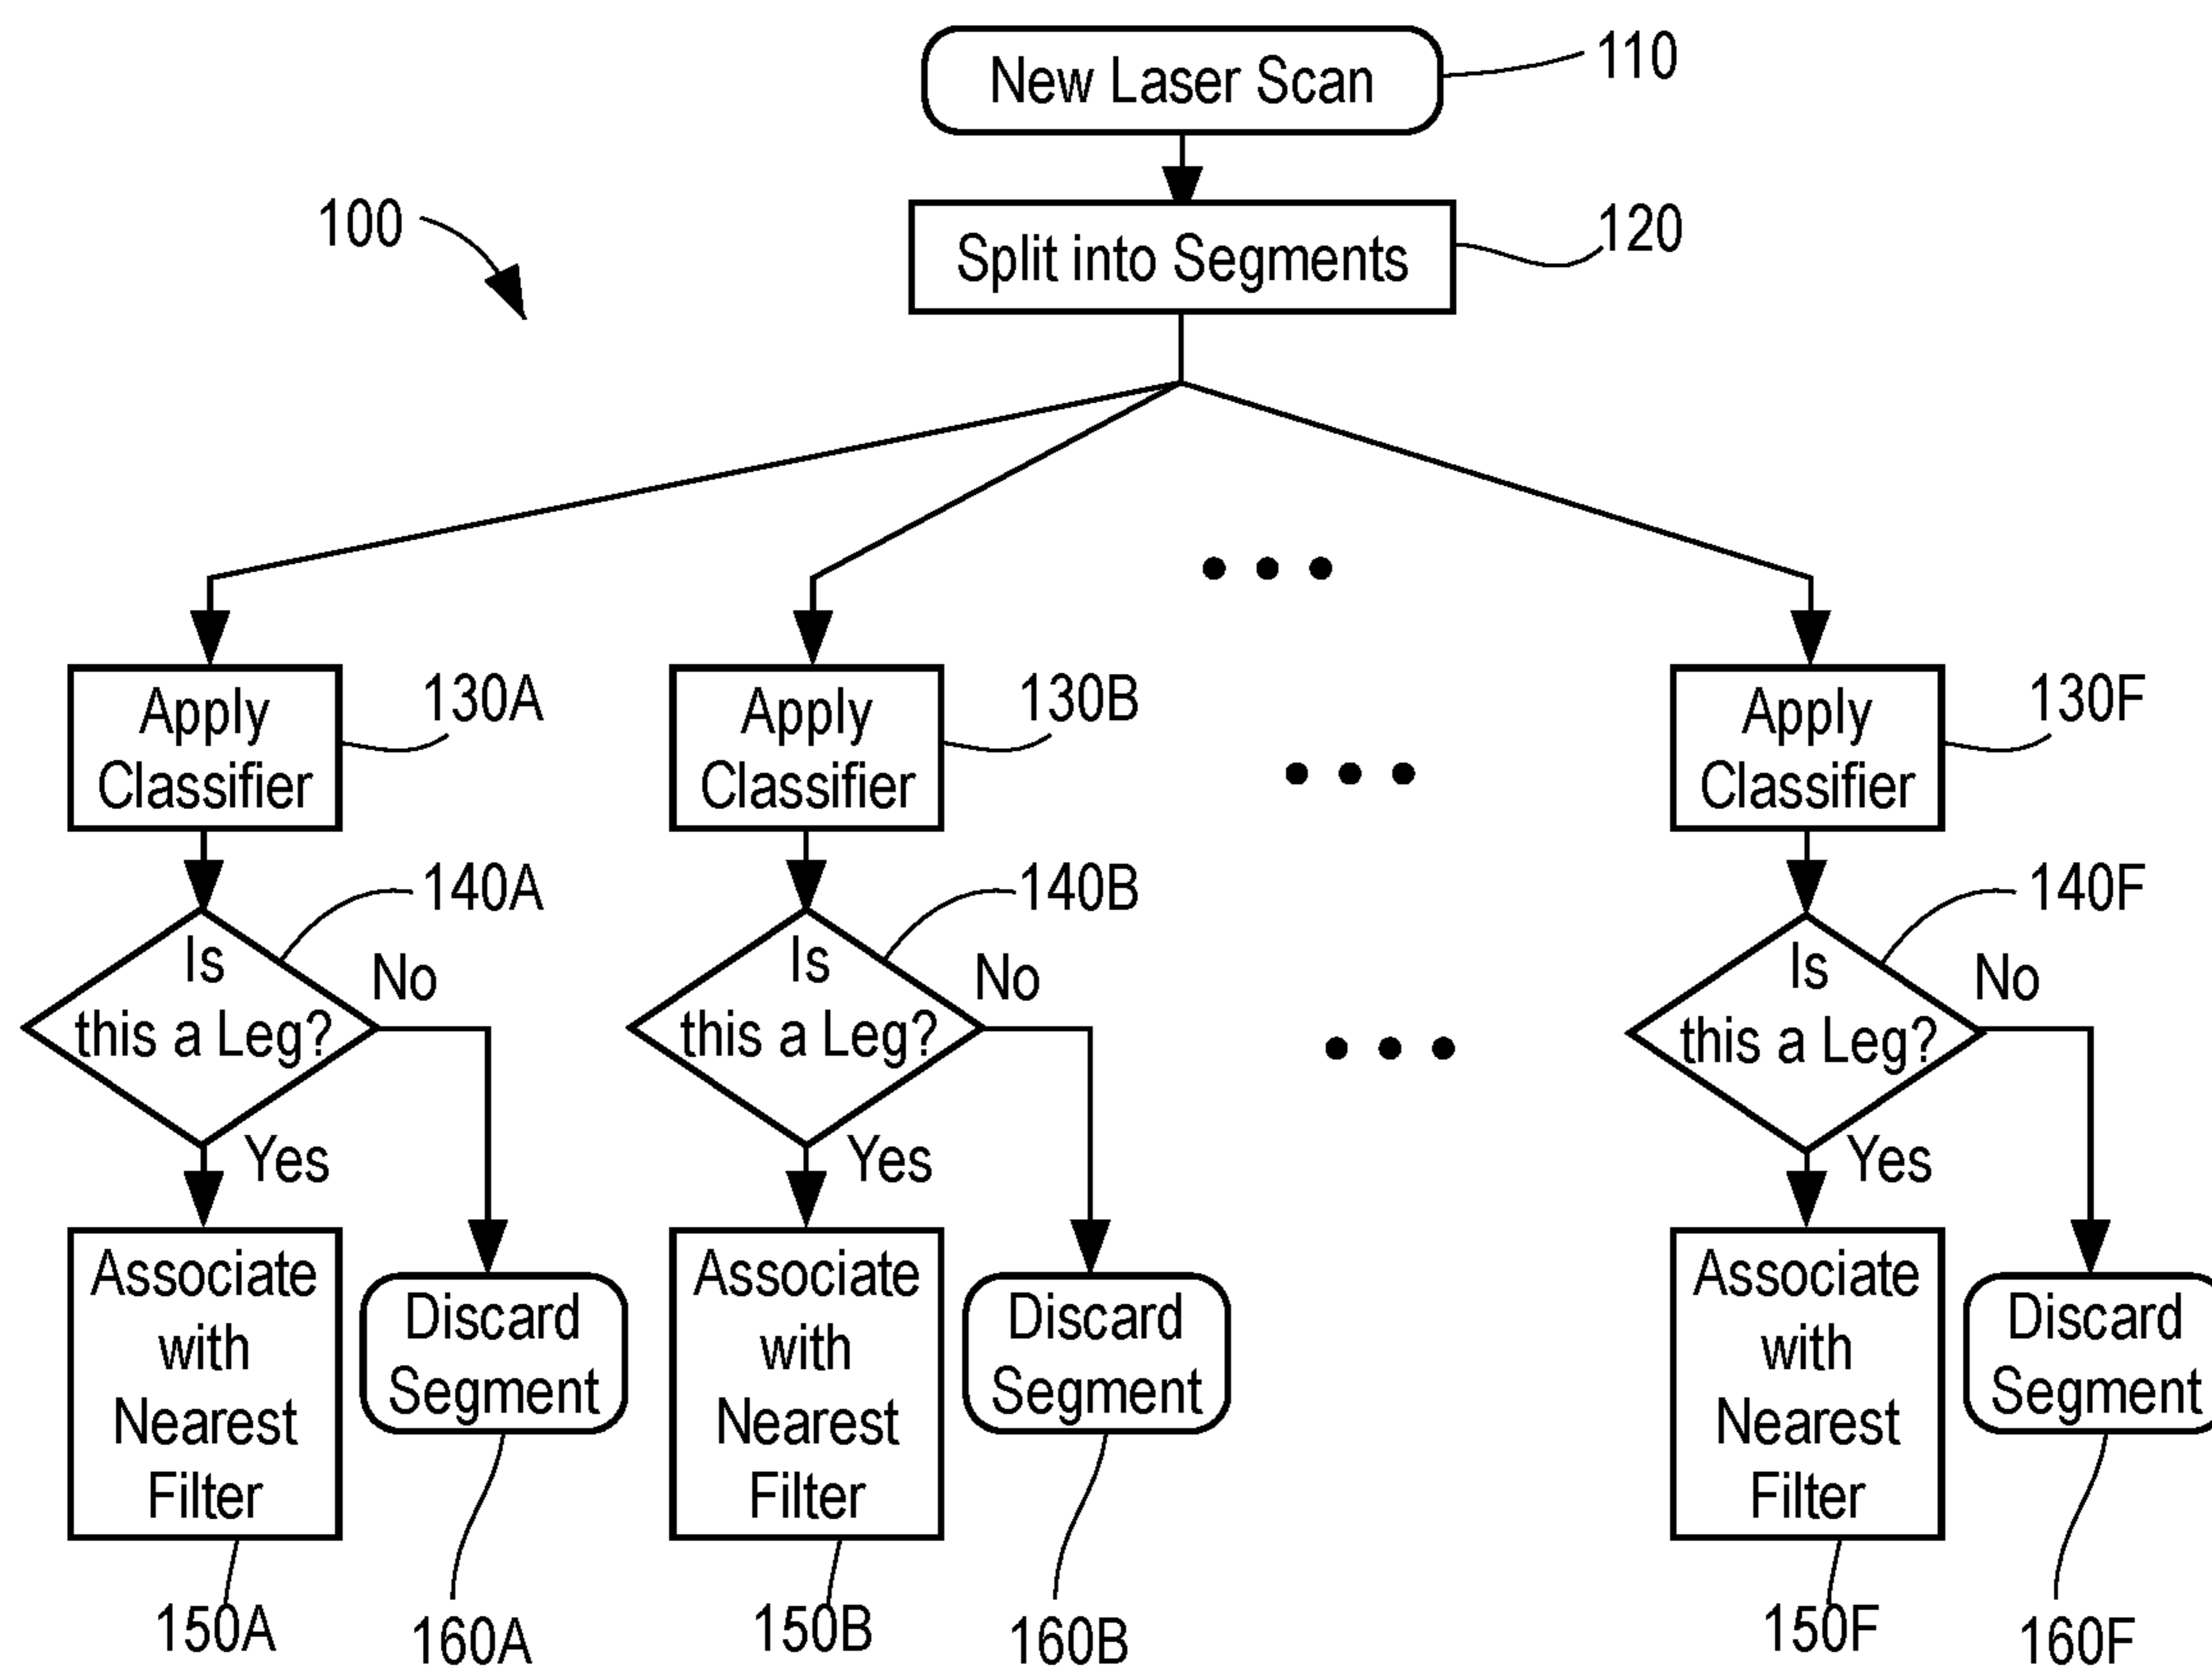 New Laser Scan
110
100
Split into Segments
120
Apply
Classifier
130A
Apply
Classifier
130B
Apply
Classifier
130F
Is
this a Leg?
140A
No
Yes
Is
this a Leg?
140B
No
Yes
Is
this a Leg?
140F
No
Yes
Associate
with
Nearest
Filter
150A
Discard
Segment
160A
Associate
with
Nearest
Filter
150B
Discard
Segment
160B
Associate
with
Nearest
Filter
150F
Discard
Segment
160F